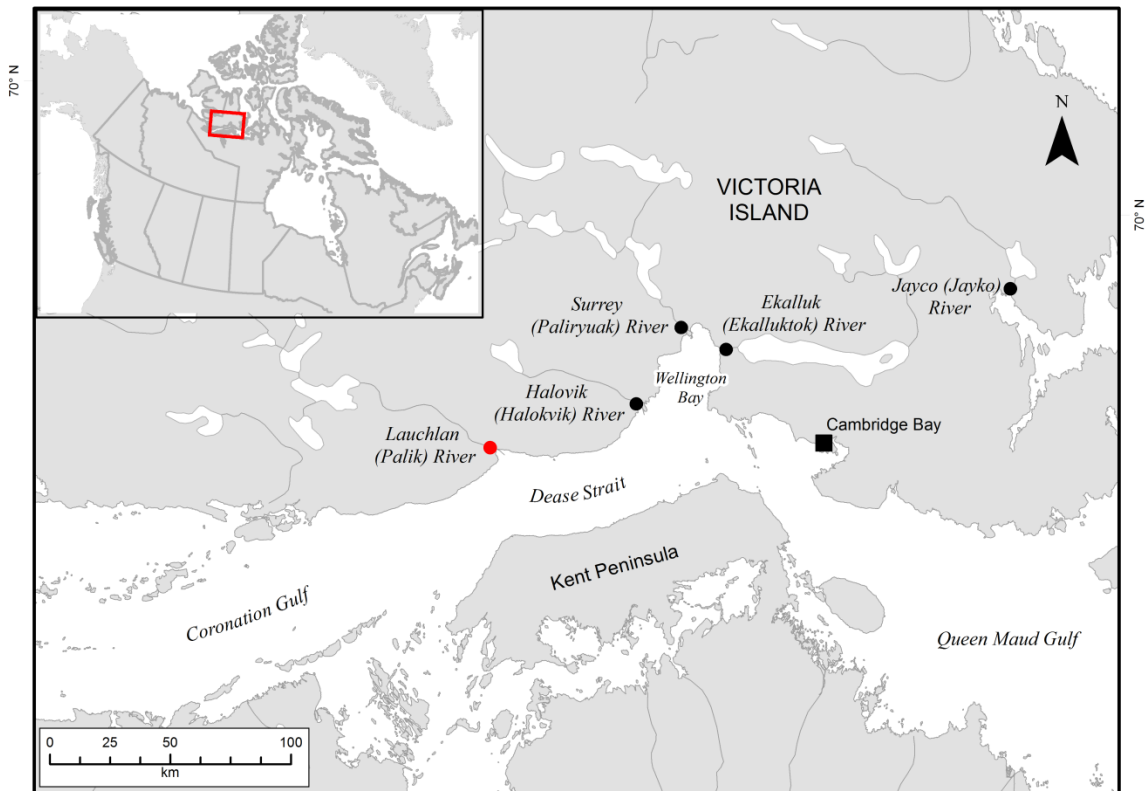 70° N
70° N
N
VICTORIA
ISLAND
Surrey
(Paliryuak) River
Ekalluk
(Ekalluktok) River
Jayco (Jayko)
River
Wellington
Bay
Halovik
(Halokvik) River
Lauchlan
(Palik) River
Cambridge Bay
Dease Strait
Kent Peninsula
Coronation Gulf
Queen Maud Gulf
0 25 50 100
km